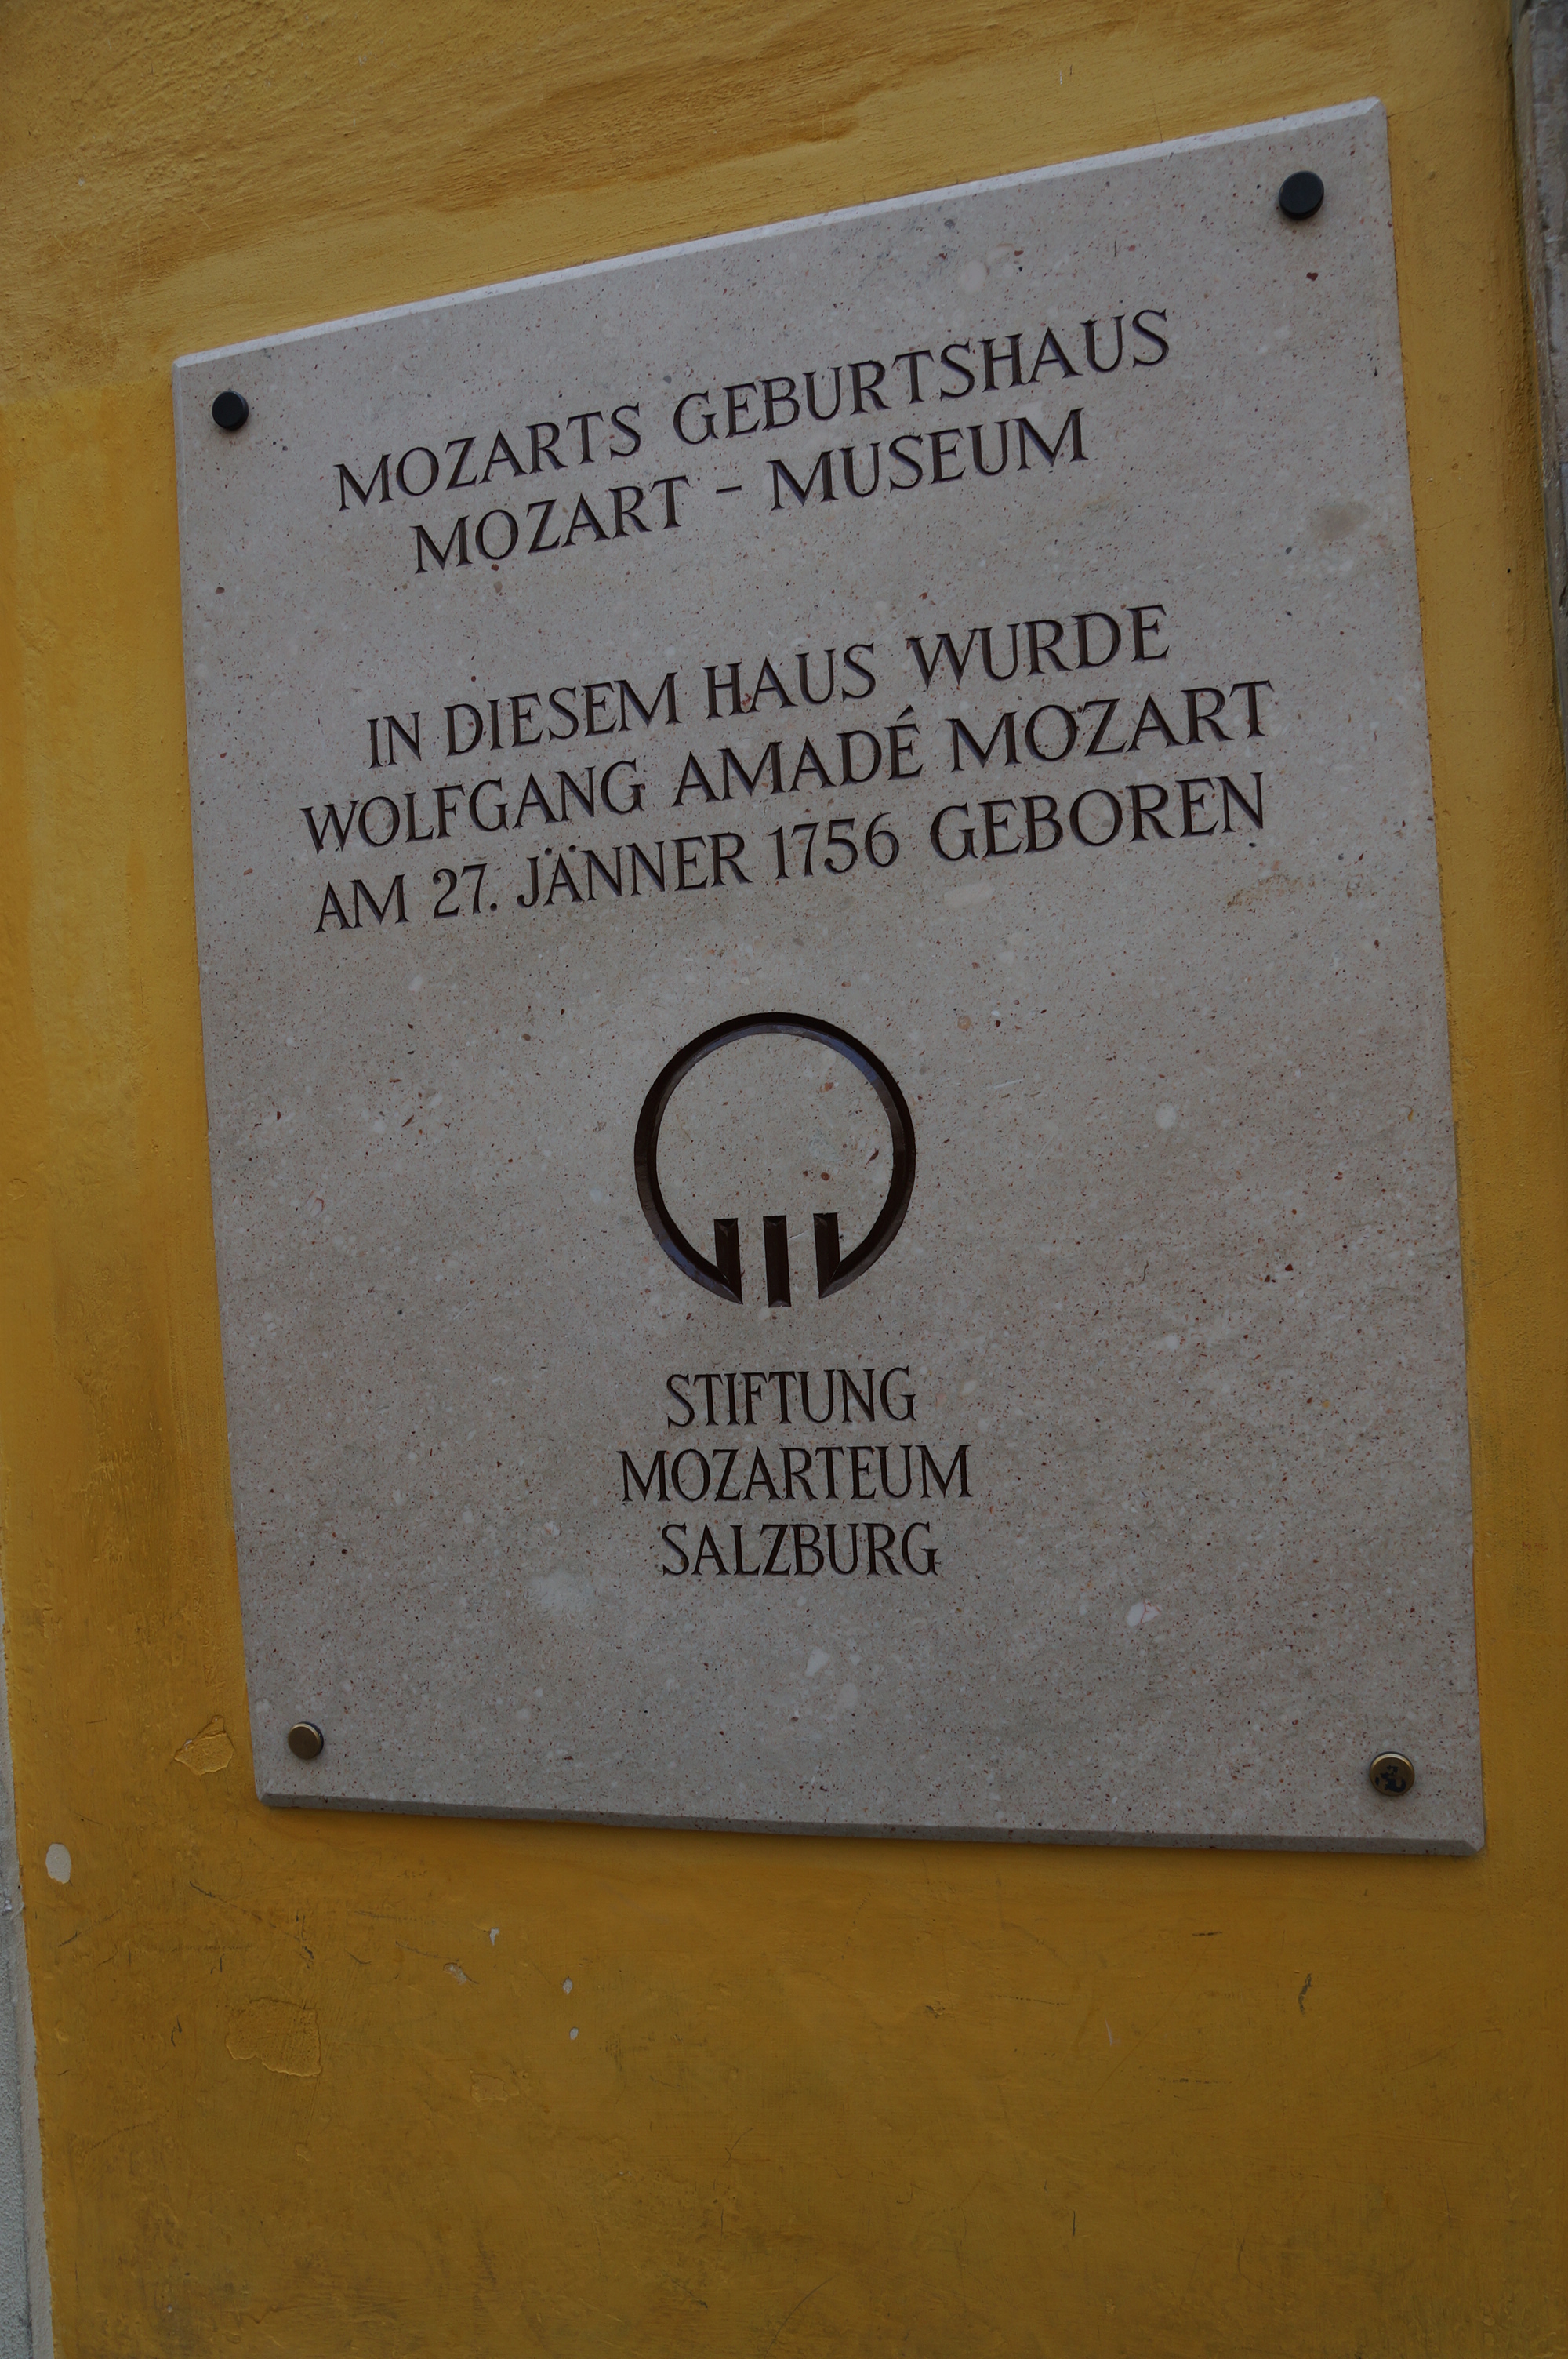 MOZARTS GEBURTSHAUS
MOZART - MUSEUM
IN DIESEM HAUS WURDE
WOLFGANG AMADÉ MOZART
AM 27. JÄNNER 1756 GEBOREN
STIFTUNG
MOZARTEUM
SALZBURG